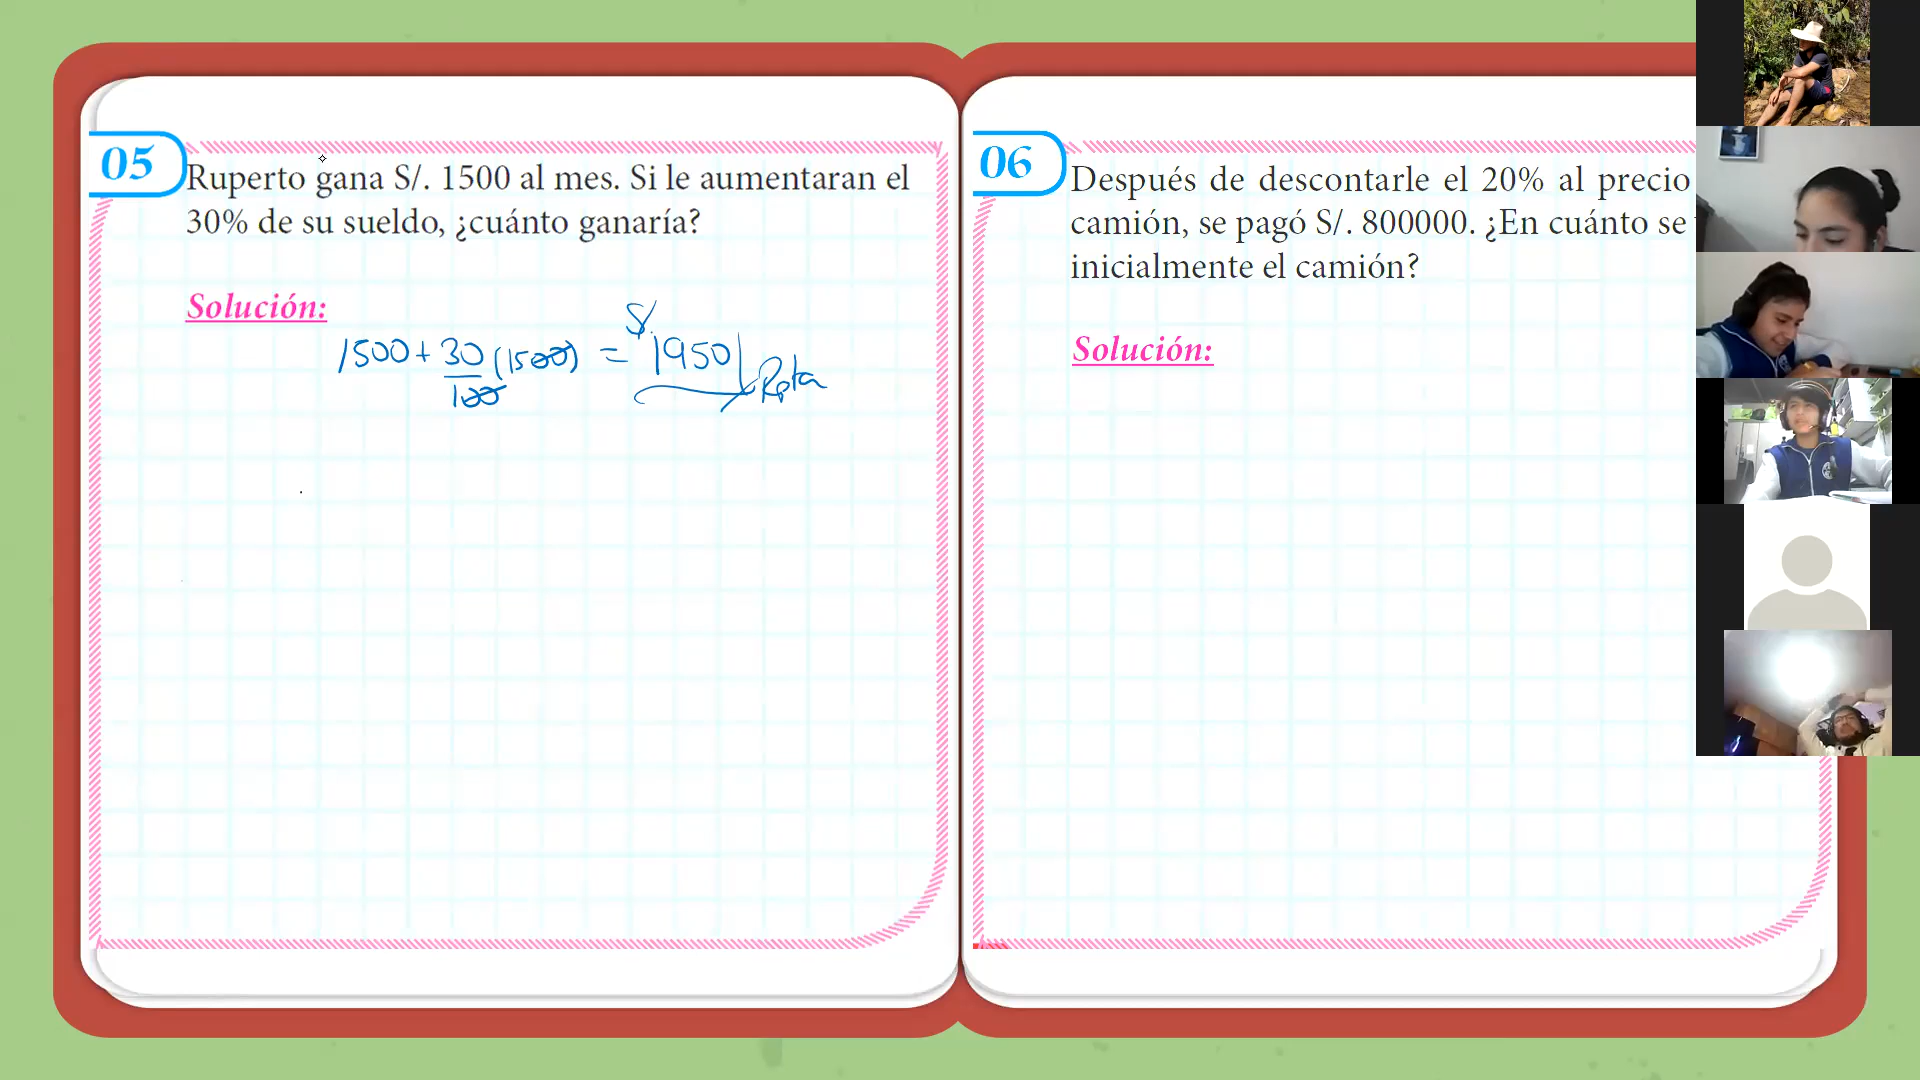 05
Ruperto gana S/. 1500 al mes. Si le aumentaran el
30% de su sueldo, ¿cuánto ganaría?
Solución:
1500 + 30/100 (1500) = S/. 1950 Rpta
06
Después de descontarle el 20% al precio
camión, se pagó S/. 800000. ¿En cuánto se
inicialmente el camión?
Solución: